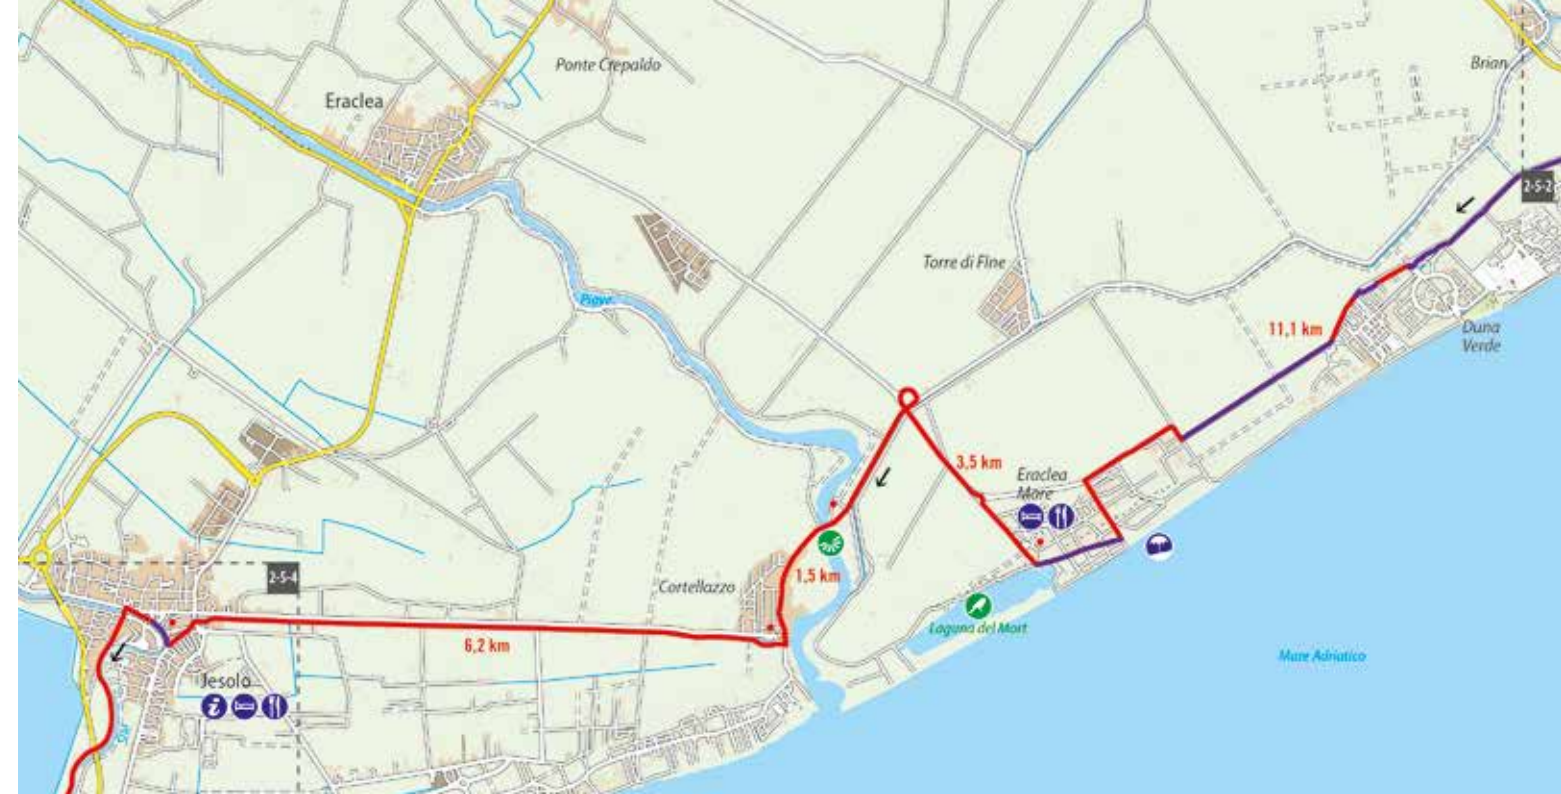 Ponte Crepaldo
Brian
Eraclea
2-5-2
Torre di Fine
Piave
11,1 km
Duna
Verde
3,5 km
Eraclea
Mare
1,5 km
2-5-4
Cortellazzo
Laguna del Mort
6,2 km
Mare Adriatico
Jesolo
i
Sile